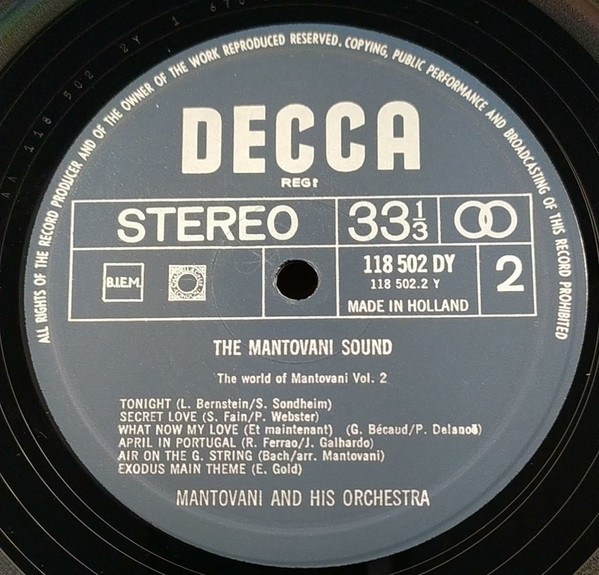 ALL RIGHTS OF THE RECORD PRODUCER AND OF THE OWNER OF THE WORK REPRODUCED RESERVED. COPYING, PUBLIC PERFORMANCE AND BROADCASTING OF THIS RECORD PROHIBITED
DECCA
REGD
STEREO
33 1/3
B.I.E.M.
118 502 DY
118 502.2 Y
MADE IN HOLLAND
2
THE MANTOVANI SOUND
The world of Mantovani Vol. 2
TONIGHT (L. Bernstein/S. Sondheim)
SECRET LOVE (S. Fain/P. Webster)
WHAT NOW MY LOVE (Et maintenant) (G. Bécaud/P. Delanoë)
APRIL IN PORTUGAL (R. Ferrao/J. Galhardo)
AIR ON THE G. STRING (Bach/arr. Mantovani)
EXODUS MAIN THEME (E. Gold)
MANTOVANI AND HIS ORCHESTRA